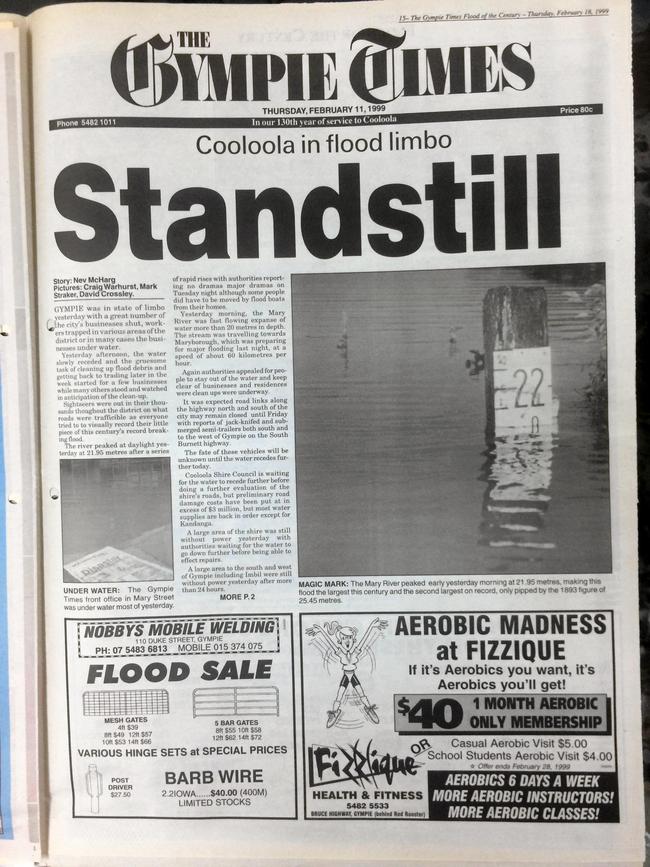 15– The Gympie Times Flood of the Century – Thursday, February 18, 1999
THE
GYMPIE TIMES
THURSDAY, FEBRUARY 11, 1999
Phone 5482 1011
In our 130th year of service to Cooloola
Price 80c
Cooloola in flood limbo
Standstill
Story: Nev McHarg
Pictures: Craig Warhurst, Mark
Straker, David Crossley.
GYMPIE was in state of limbo
yesterday with a great number of
the city's businesses shut, work-
ers trapped in various areas of the
district or in many cases the busi-
nesses under water.
Yesterday afternoon, the water
slowly receded and the gruesome
task of cleaning up flood debris and
getting back to trading later in the
week started for a few businesses
while many others stood and watched
in anticipation of the clean-up.
Sightseers were out in their thou-
sands thoughout the district on what
roads were trafficible as everyone
tried to to visually record their little
piece of this century's record break-
ing flood.
The river peaked at daylight yes-
terday at 21.95 metres after a series
of rapid rises with authorities report-
ing no dramas major dramas on
Tuesday night although some people
did have to be moved by flood boats
from their homes.
Yesterday morning, the Mary
River was fast flowing expanse of
water more than 20 metres in depth.
The stream was travelling towards
Maryborough, which was preparing
for major flooding last night, at a
speed of about 60 kilometres per
hour.
Again authorities appealed for peo-
ple to stay out of the water and keep
clear of businesses and residences
were clean ups were underway.
It was expected road links along
the highway north and south of the
city may remain closed until Friday
with reports of jack-knifed and sub-
merged semi-trailers both south and
to the west of Gympie on the South
Burnett highway.
The fate of these vehicles will be
unknown until the water recedes fur-
ther today.
Cooloola Shire Council is waiting
for the water to recede further before
doing a further evaluation of the
shire's roads, but preliminary road
damage costs have been put at in
excess of $3 million, but most water
supplies are back in order except for
Kandanga.
A large area of the shire was still
without power yesterday with
authorities waiting for the water to
go down further before being able to
effect repairs.
A large area to the south and west
of Gympie including Imbil were still
without power yesterday after more
than 24 hours.
MORE P. 2
22
UNDER WATER: The Gympie
Times front office in Mary Street
was under water most of yesterday.
MAGIC MARK: The Mary River peaked early yesterday morning at 21.95 metres, making this
flood the largest this century and the second largest on record, only pipped by the 1893 figure of
25.45 metres.
NOBBYS MOBILE WELDING
110 DUKE STREET, GYMPIE
PH: 07 5483 6813 MOBILE 015 374 075
FLOOD SALE
MESH GATES
4ft $39
8ft $49 12ft $57
10ft $53 14ft $66
5 BAR GATES
8ft $55 10ft $58
12ft $62 14ft $72
VARIOUS HINGE SETS at SPECIAL PRICES
POST
DRIVER
$27.50
BARB WIRE
2.2IOWA......$40.00 (400M)
LIMITED STOCKS
AEROBIC MADNESS
at FIZZIQUE
If it's Aerobics you want, it's
Aerobics you'll get!
$40 1 MONTH AEROBIC
ONLY MEMBERSHIP
OR
Casual Aerobic Visit $5.00
School Students Aerobic Visit $4.00
Offer ends February 28, 1999
Fizzique
HEALTH & FITNESS
5482 5533
BRUCE HIGHWAY, GYMPIE (behind Red Rooster)
AEROBICS 6 DAYS A WEEK
MORE AEROBIC INSTRUCTORS!
MORE AEROBIC CLASSES!